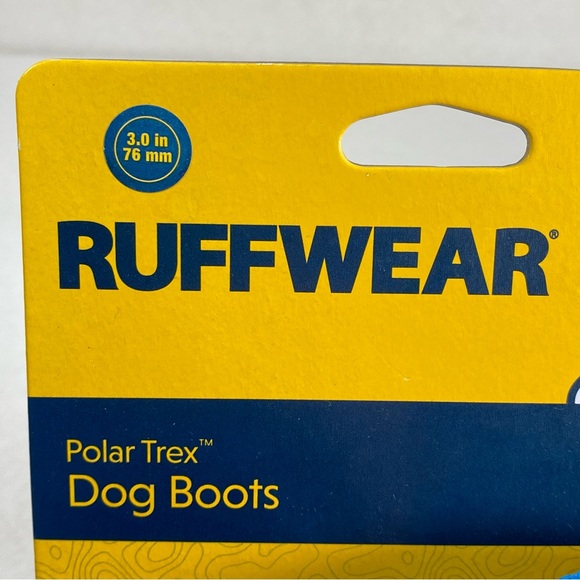 3.0 in
76 mm
RUFFWEAR®
Polar Trex™
Dog Boots